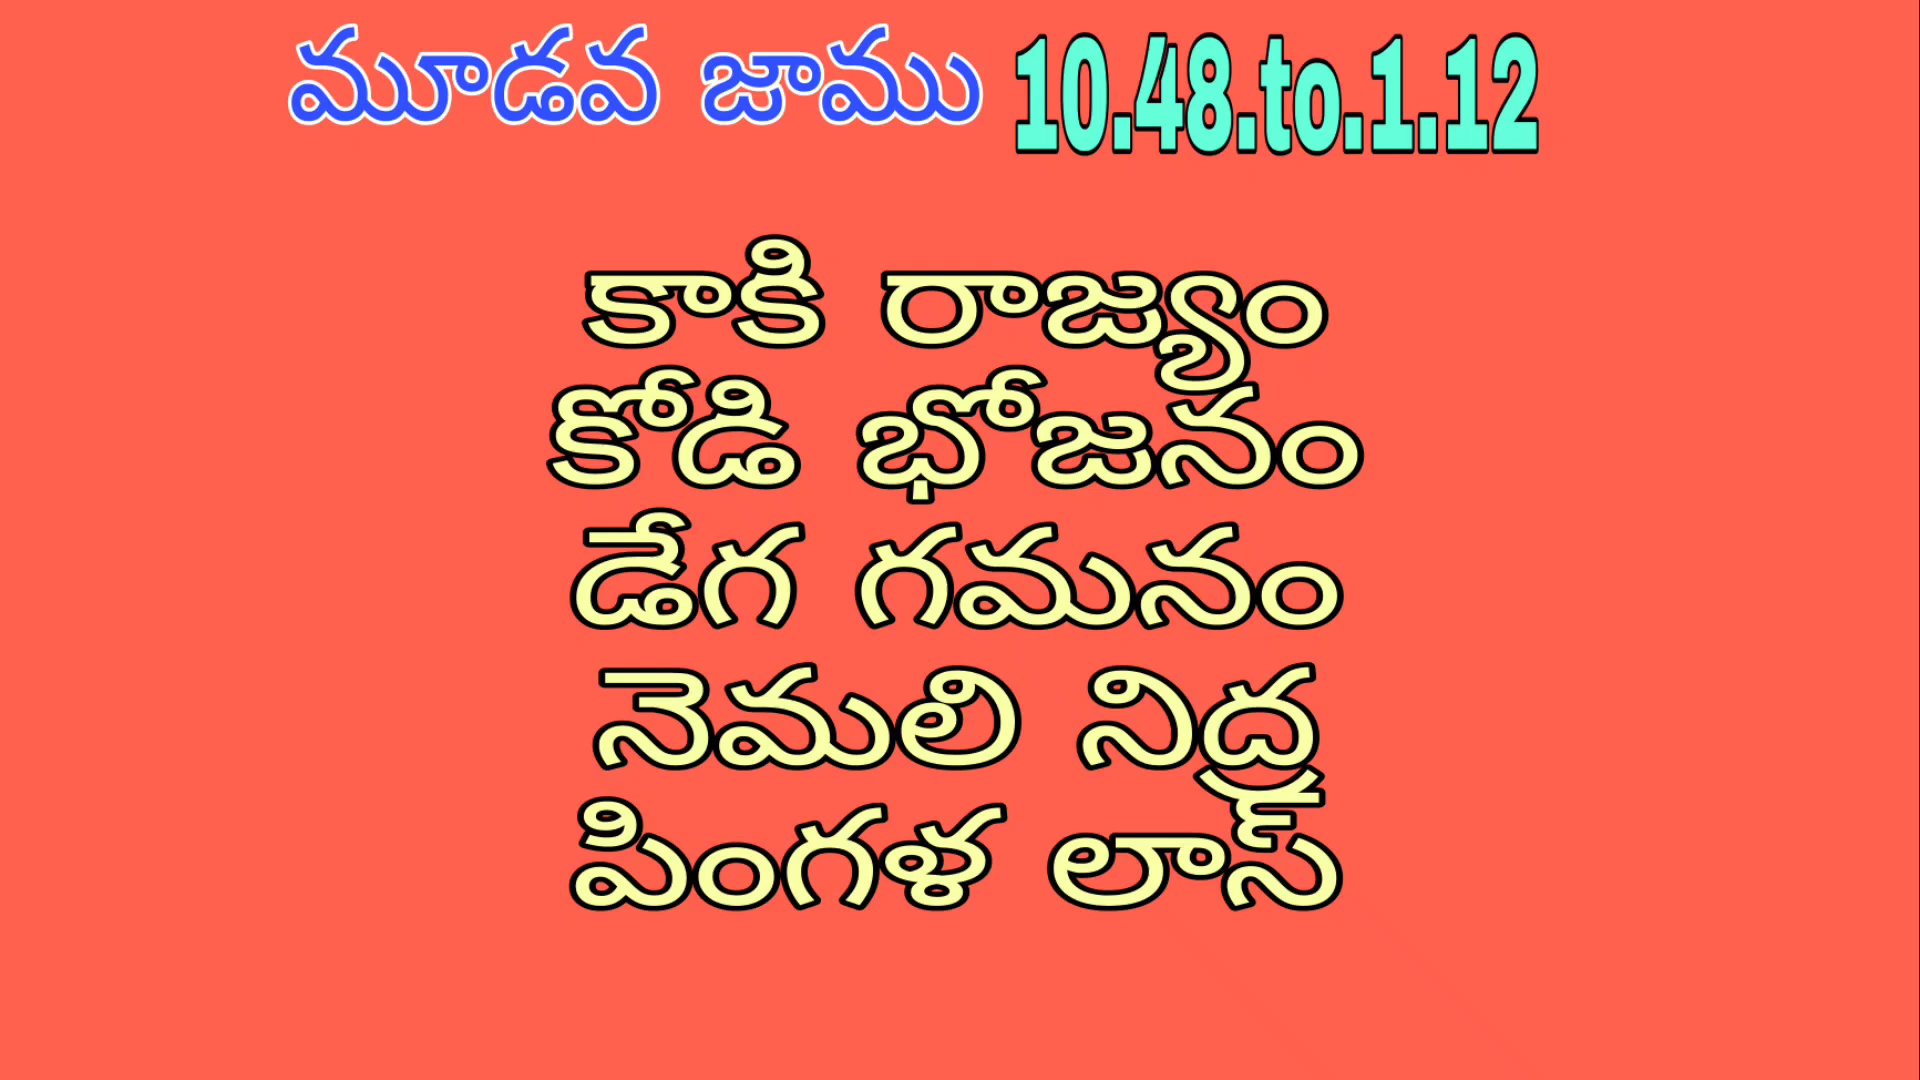 మూడవ జాము 10.48.to.1.12
కాకి రాజ్యం
కోడి భోజనం
డేగ గమనం
నెమలి నిద్ర
పింగళ లాస్